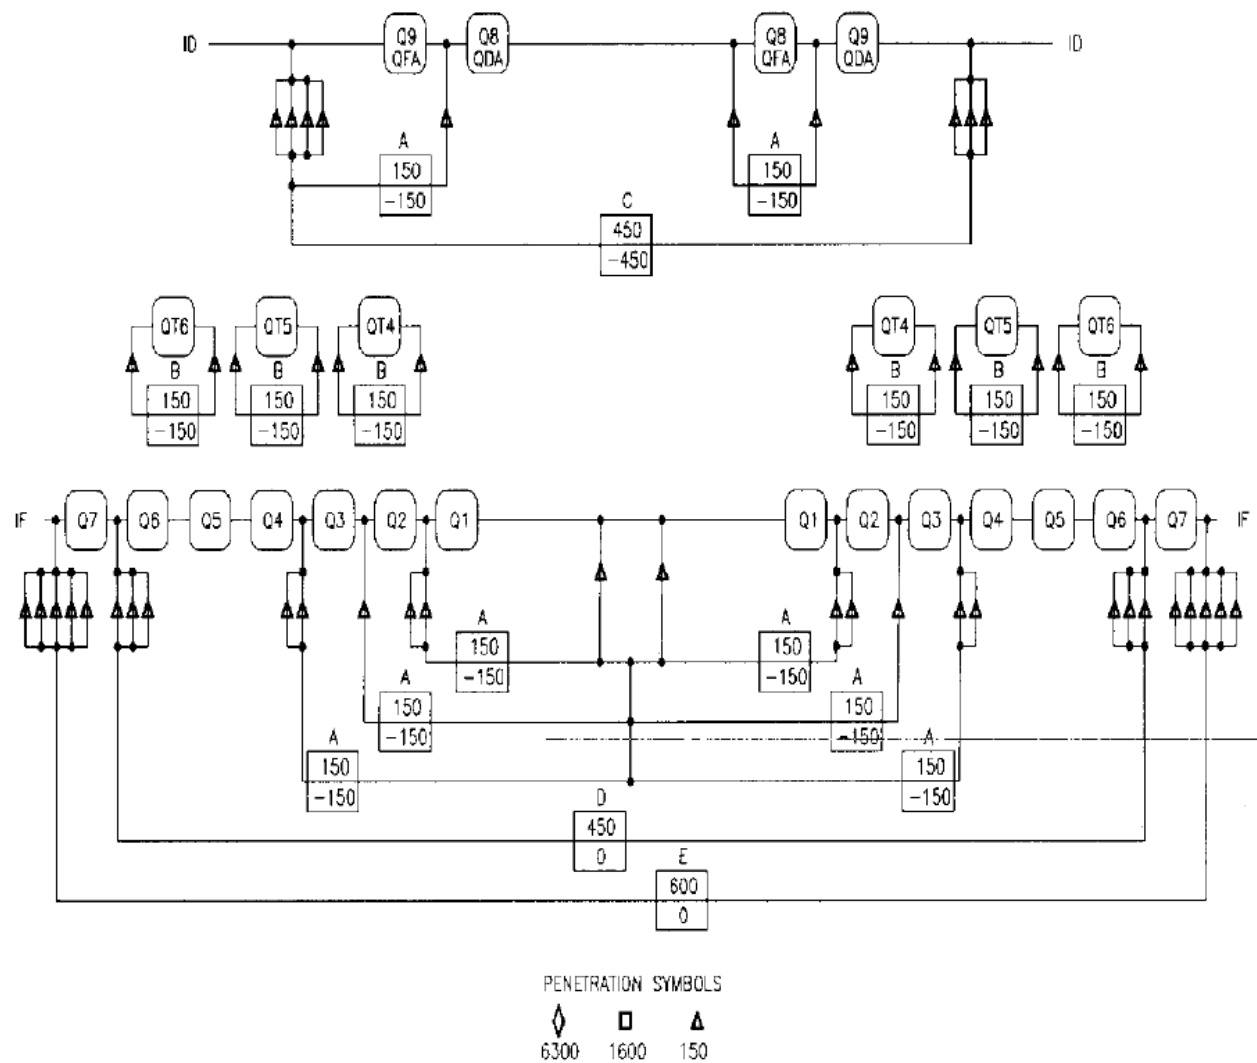 ID Q9 Q8 Q8 Q9 ID
QFA QDA QFA QDA
A A
150 150
-150 -150
C
450
-450
QT6 QT5 QT4 QT4 QT5 QT6
B B B B B B
150 150 150 150 150 150
-150 -150 -150 -150 -150 -150
IF Q7 Q6 Q5 Q4 Q3 Q2 Q1 Q1 Q2 Q3 Q4 Q5 Q6 Q7 IF
A A
150 150
-150 -150
A A
150 150
-150 -150
A A
150 150
-150 -150
D
450
0
E
600
0
PENETRATION SYMBOLS
6300 1600 150